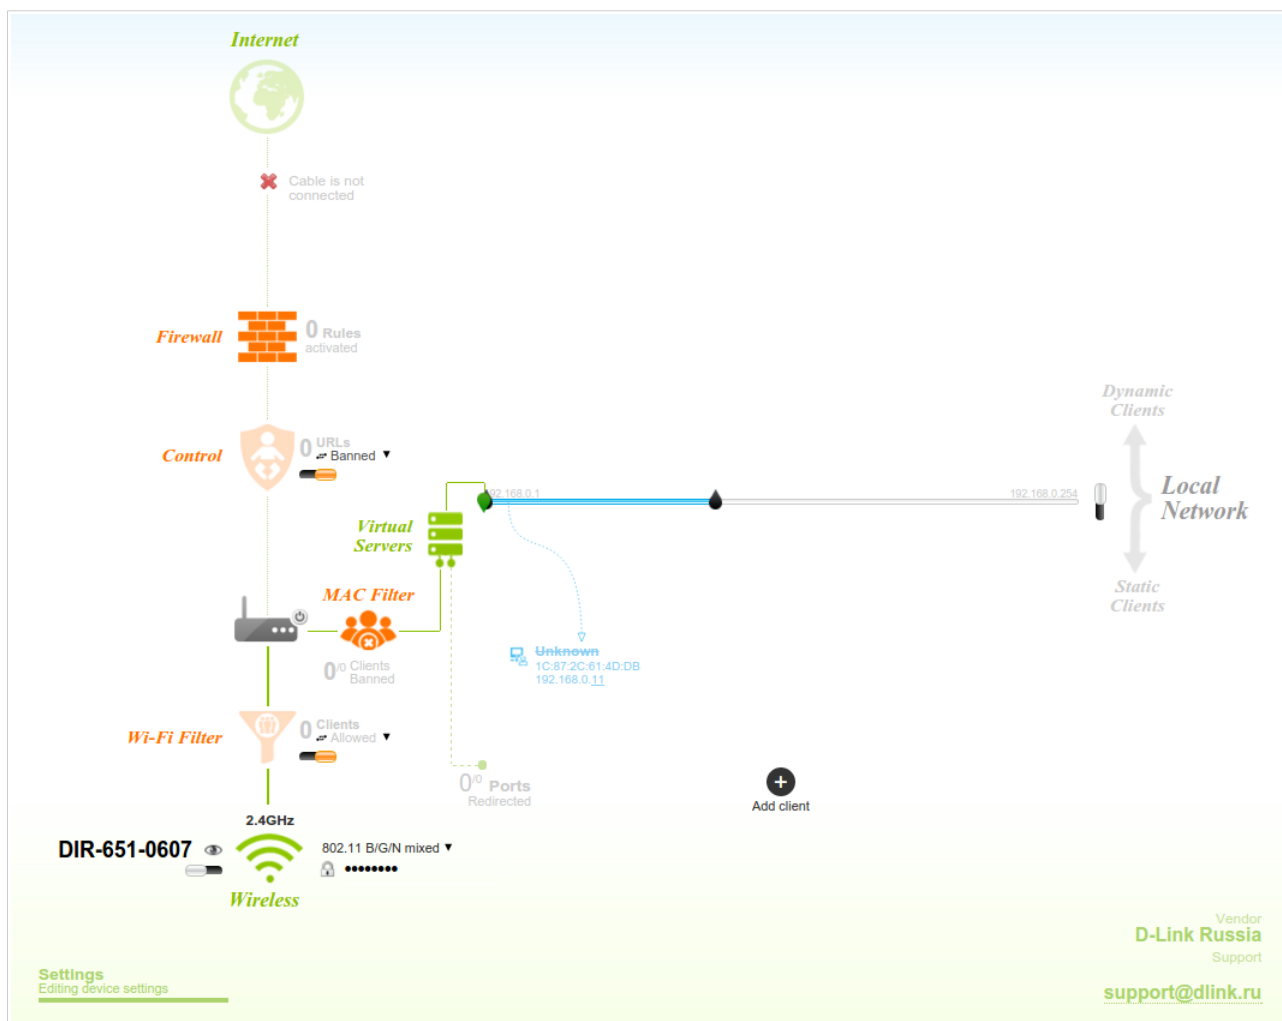 Internet
Cable is not
connected
Firewall
0 Rules
activated
Dynamic
Clients
Control
0 URLs
Banned ▼
192.168.0.1
192.168.0.254
Local
Network
Virtual
Servers
Static
Clients
MAC Filter
0/0 Clients
Banned
Unknown
1C:87:2C:61:4D:DB
192.168.0.11
Wi-Fi Filter
0 Clients
Allowed ▼
0/0 Ports
Redirected
Add client
2.4GHz
DIR-651-0607
802.11 B/G/N mixed ▼
••••••••
Wireless
Vendor
D-Link Russia
Support
support@dlink.ru
Settings
Editing device settings